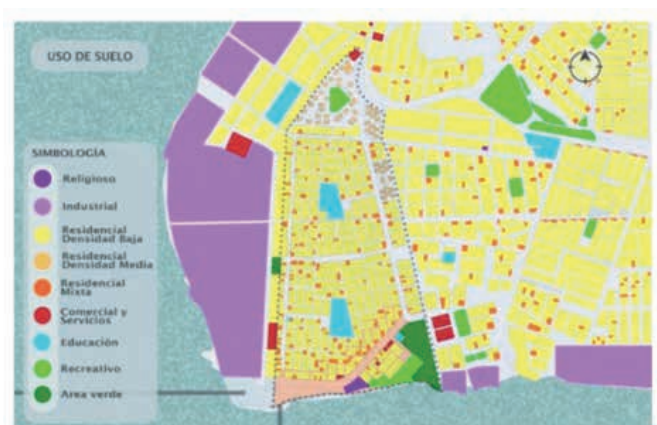 USO DE SUELO
SIMBOLOGÍA
Religioso
Industrial
Residencial
Densidad Baja
Residencial
Densidad Media
Residencial
Mixta
Comercial y
Servicios
Educación
Recreativo
Area verde